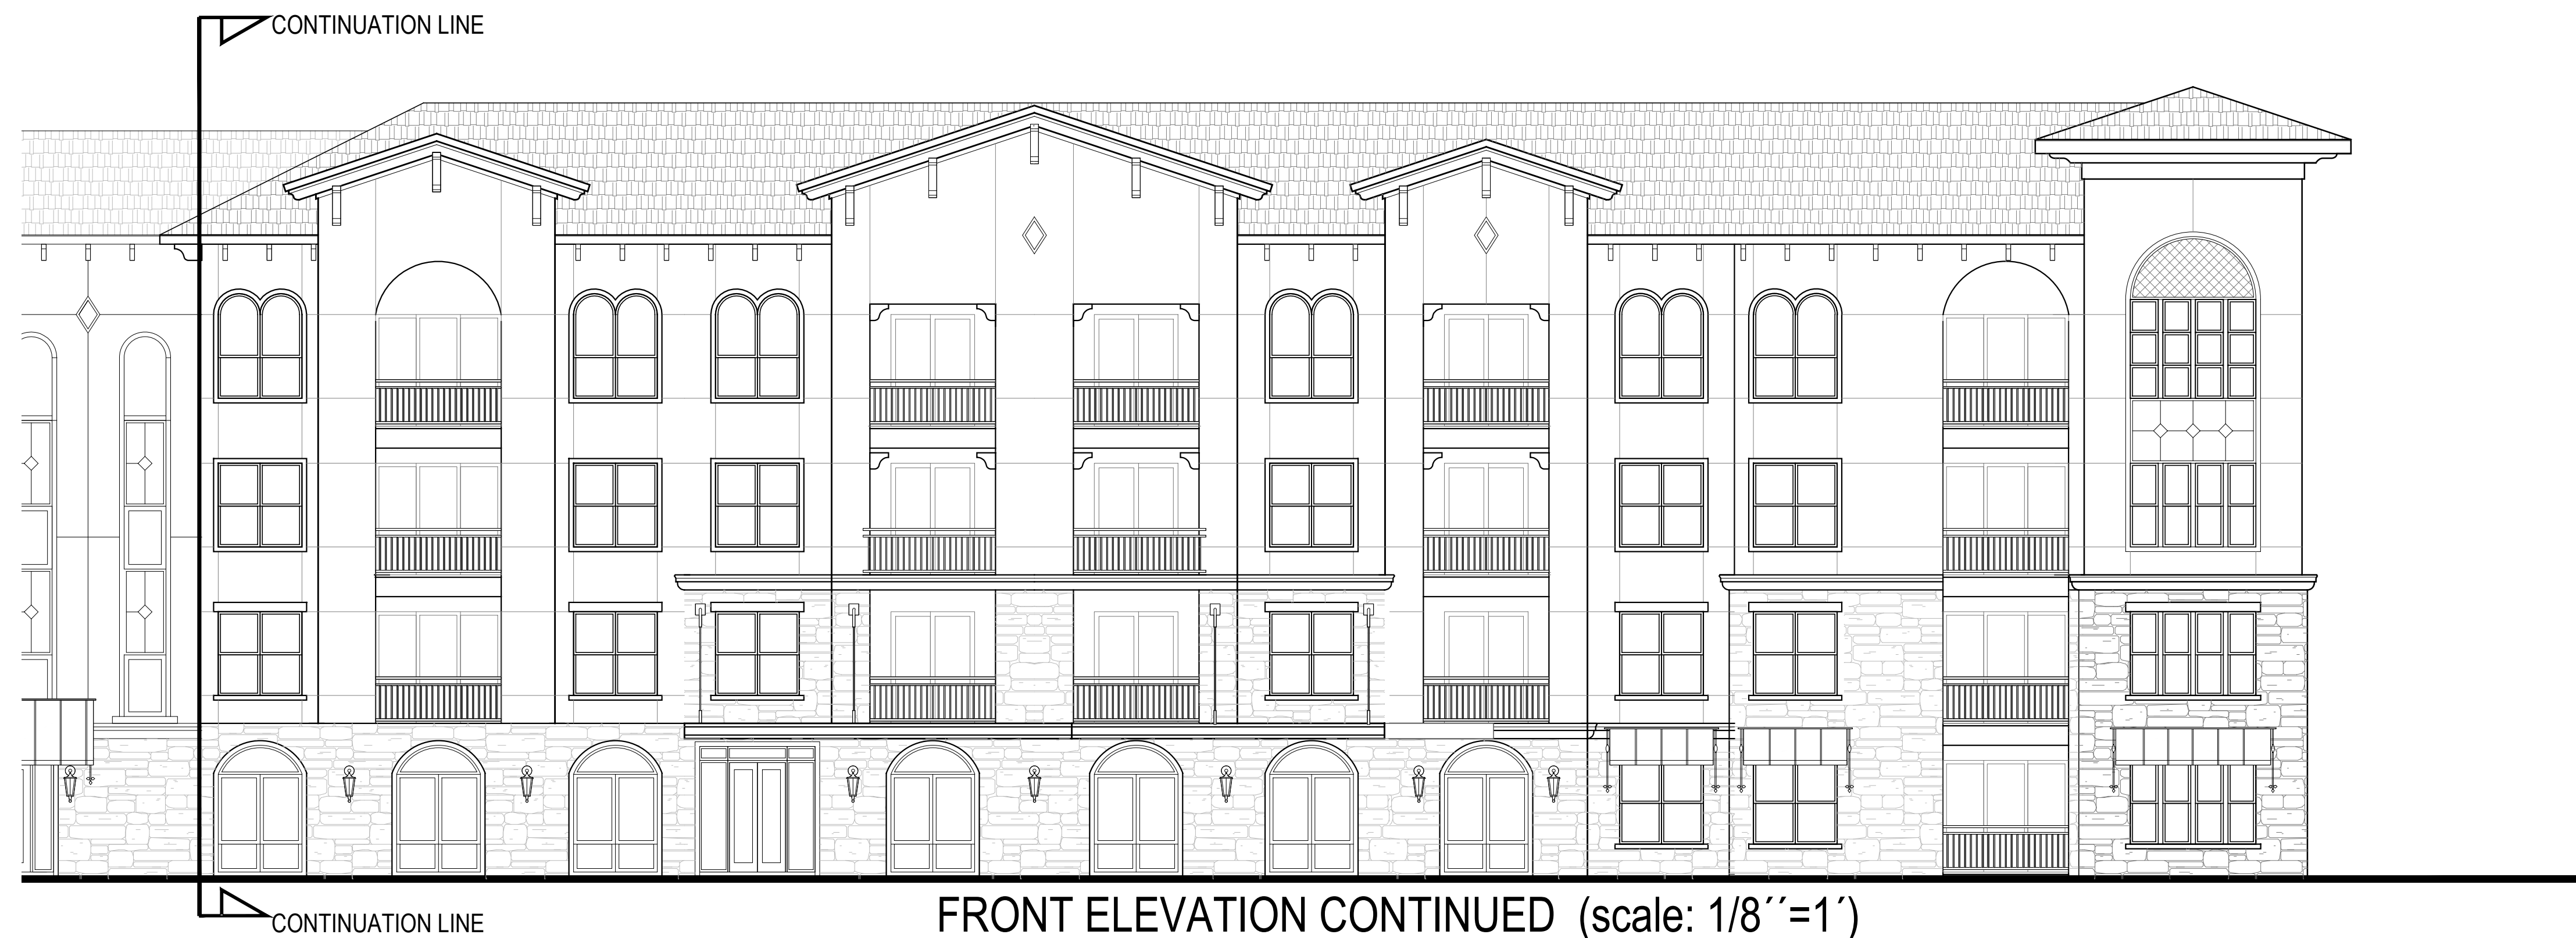 CONTINUATION LINE
FRONT ELEVATION CONTINUED (scale: 1/8´´=1´)
CONTINUATION LINE